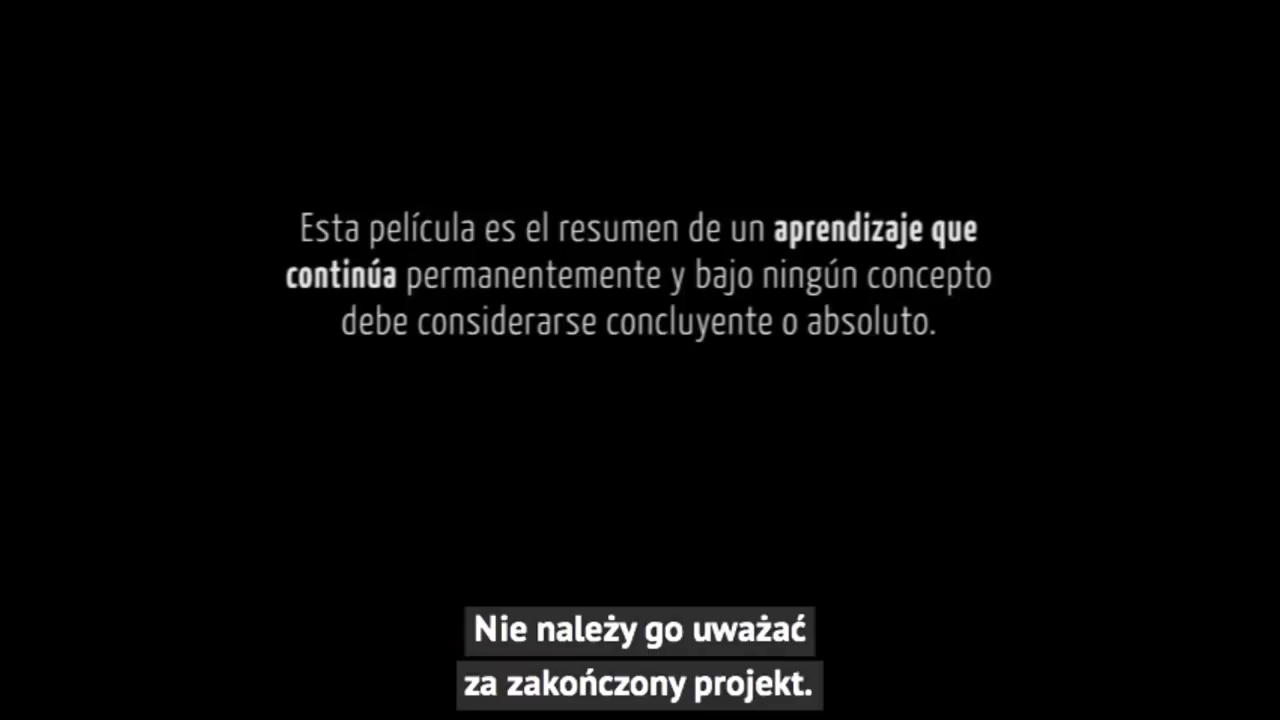 Esta película es el resumen de un aprendizaje que
continúa permanentemente y bajo ningún concepto
debe considerarse concluyente o absoluto.
Nie należy go uważać
za zakończony projekt.